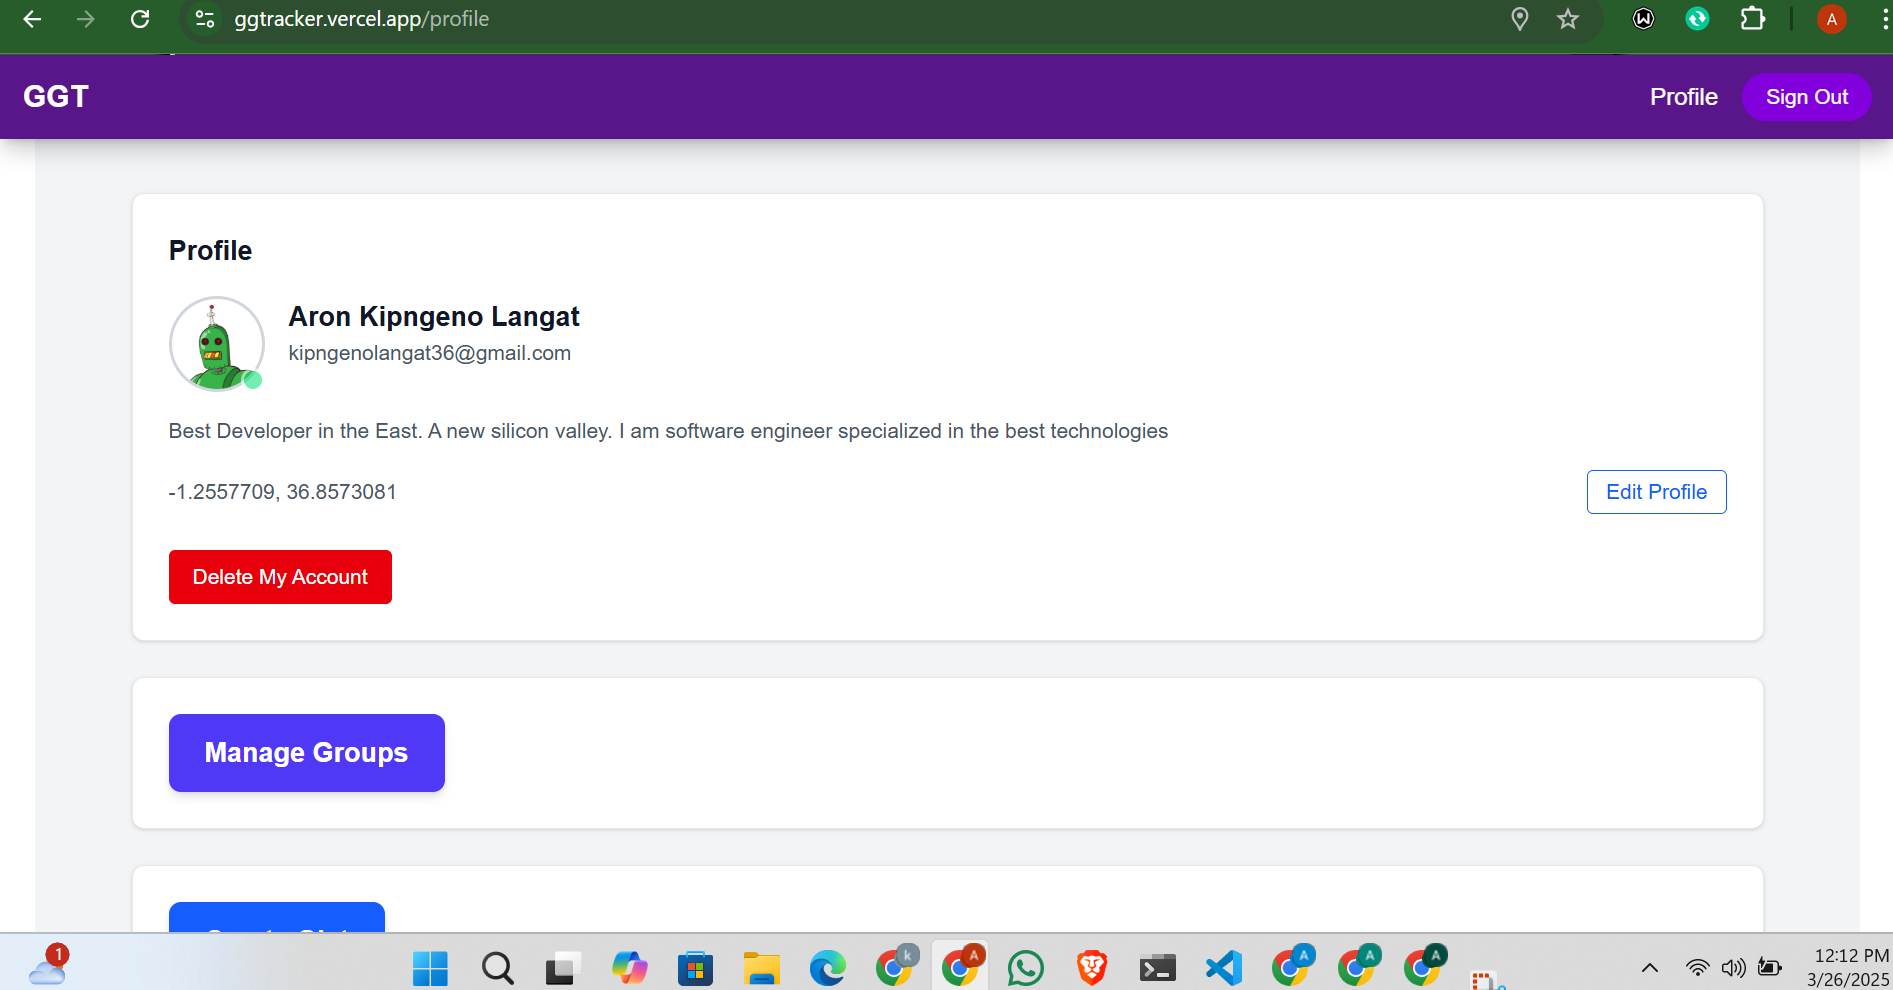 ggtracker.vercel.app/profile
A
GGT
Profile
Sign Out
Profile
Aron Kipngeno Langat
kipngenolangat36@gmail.com
Best Developer in the East. A new silicon valley. I am software engineer specialized in the best technologies
-1.2557709, 36.8573081
Edit Profile
Delete My Account
Manage Groups
1
k
A
A
A
A
12:12 PM
3/26/2025